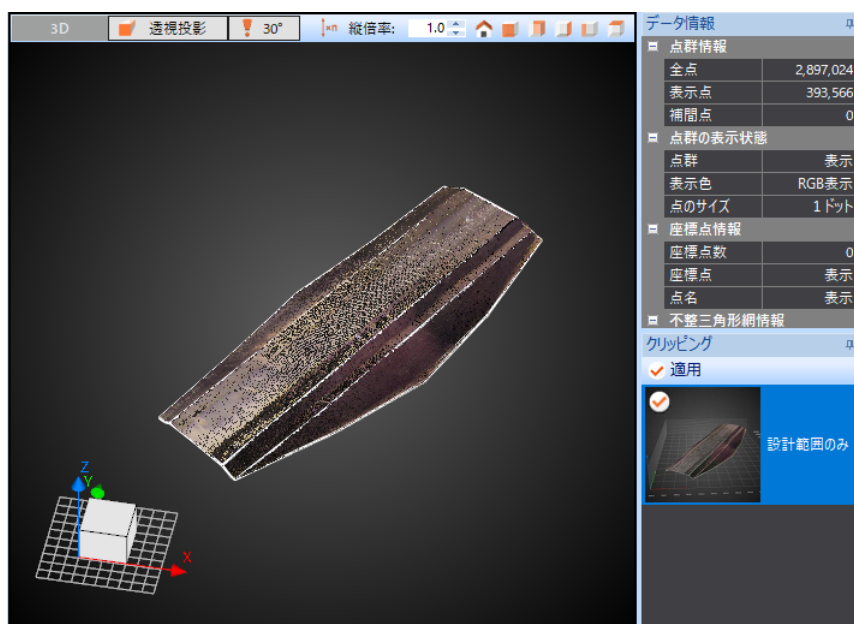 3D 透視投影 30° ×n 縦倍率: 1.0
データ情報
点群情報
全点 2,897,024
表示点 393,566
補間点 0
点群の表示状態
点群 表示
表示色 RGB表示
点のサイズ 1ドット
座標点情報
座標点数 0
座標点 表示
点名 表示
不整三角形網情報
クリッピング
適用
設計範囲のみ
Z
Y
X